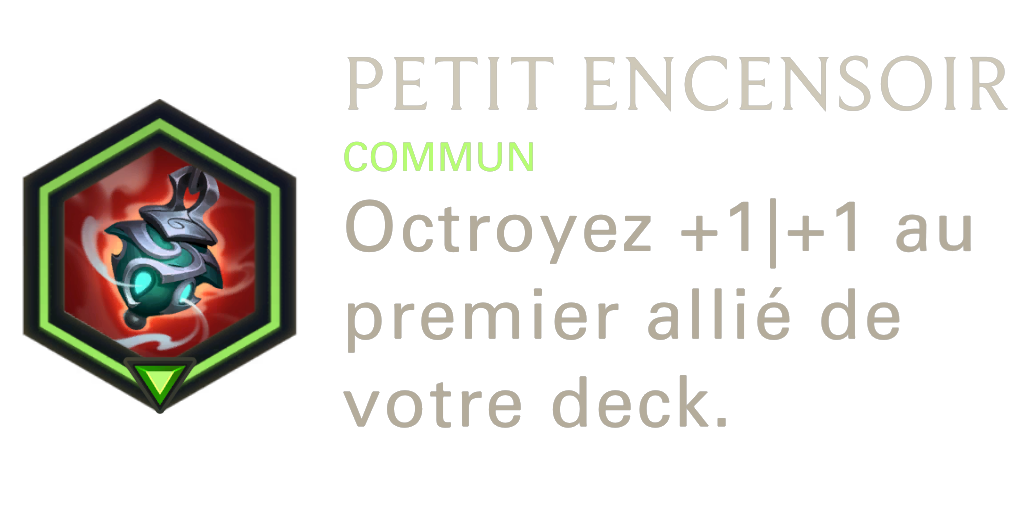 PETIT ENCENSOIR
COMMUN
Octroyez +1|+1 au
premier allié de
votre deck.